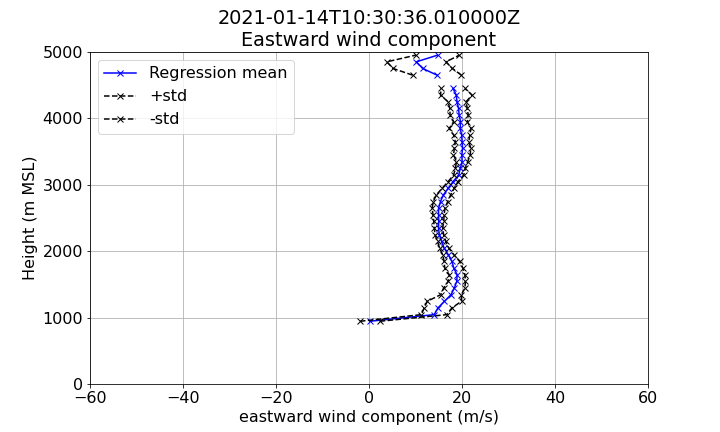 2021-01-14T10:30:36.010000Z
Eastward wind component
Regression mean
+std
-std
Height (m MSL)
5000
4000
3000
2000
1000
0
−60
−40
−20
0
20
40
60
eastward wind component (m/s)